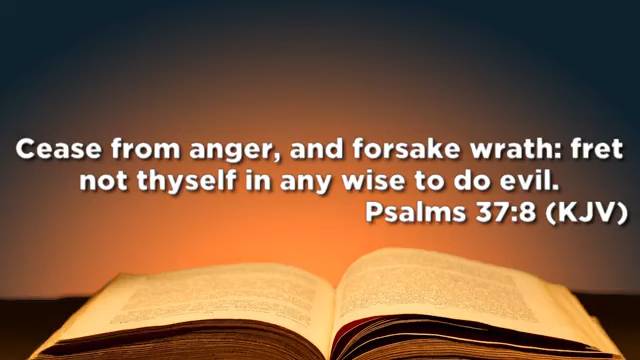 Cease from anger, and forsake wrath: fret
not thyself in any wise to do evil.
Psalms 37:8 (KJV)